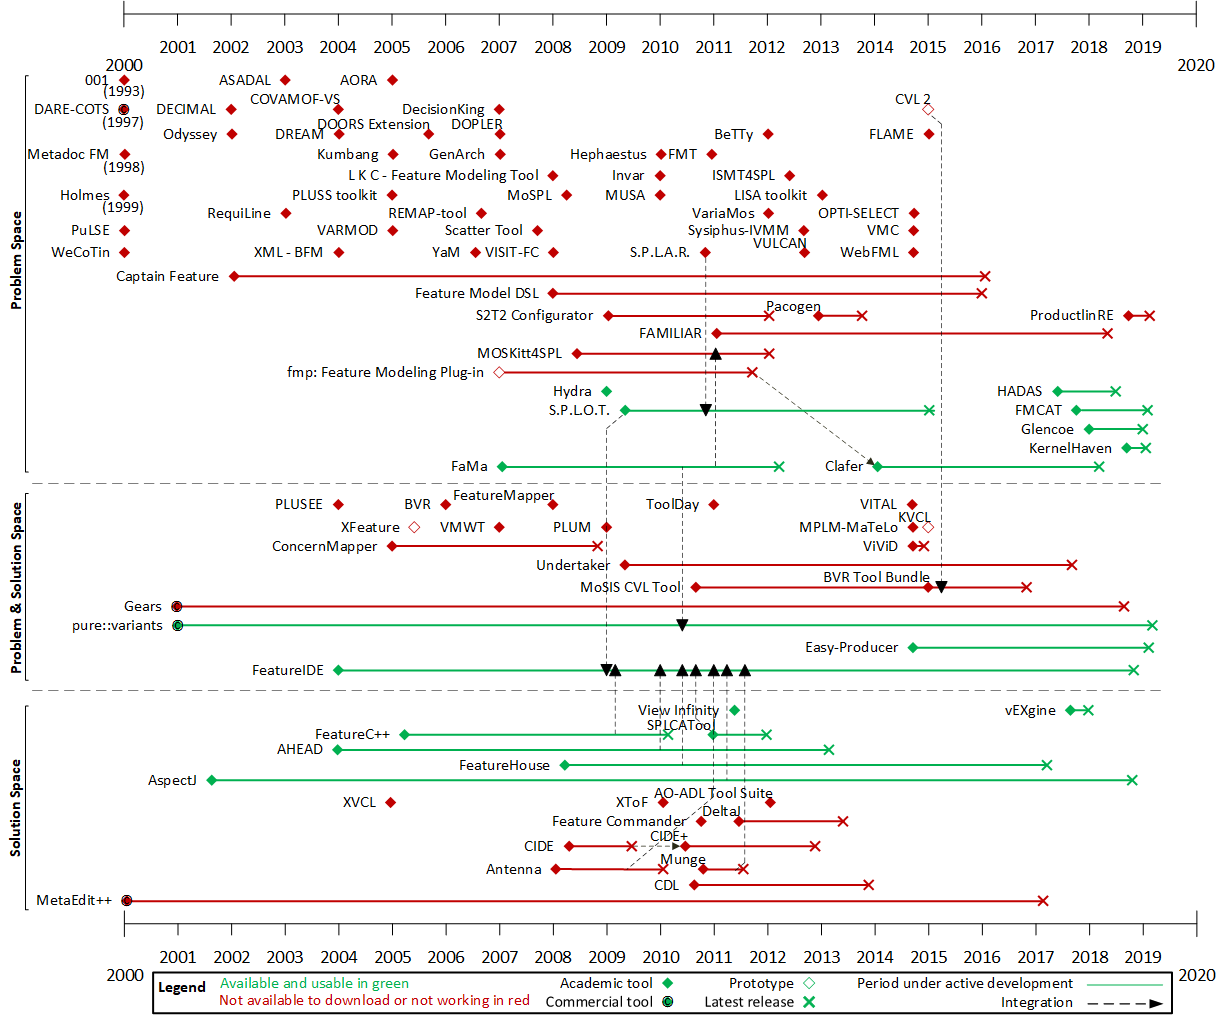 2001 2002 2003 2004 2005 2006 2007 2008 2009 2010 2011 2012 2013 2014 2015 2016 2017 2018 2019
2000 2020
Problem Space
001 ASADAL AORA
(1993)
COVAMOF-VS CVL 2
DARE-COTS DECIMAL DecisionKing
(1997)
DOORS Extension DOPLER
Odyssey DREAM BeTTy FLAME
Metadoc FM Kumbang GenArch Hephaestus FMT
(1998)
L K C - Feature Modeling Tool Invar ISMT4SPL
Holmes PLUSS toolkit MoSPL MUSA LISA toolkit
(1999)
RequiLine REMAP-tool VariaMos OPTI-SELECT
PuLSE VARMOD Scatter Tool Sysiphus-IVMM VMC
VULCAN
WeCoTin XML - BFM YaM VISIT-FC S.P.L.A.R. WebFML
Captain Feature
Feature Model DSL
Pacogen
S2T2 Configurator ProductlinRE
FAMILIAR
MOSKitt4SPL
fmp: Feature Modeling Plug-in
Hydra HADAS
S.P.L.O.T. FMCAT
Glencoe
KernelHaven
FaMa Clafer
Problem & Solution Space
FeatureMapper
PLUSEE BVR ToolDay VITAL
KVCL
XFeature VMWT PLUM MPLM-MaTeLo
ConcernMapper ViViD
Undertaker
BVR Tool Bundle
MoSIS CVL Tool
Gears
pure::variants
Easy-Producer
FeatureIDE
Solution Space
View Infinity vEXgine
SPLCATool
FeatureC++
AHEAD
FeatureHouse
AspectJ
AO-ADL Tool Suite
XVCL XToF
DeltaJ
Feature Commander
CIDE+
CIDE
Munge
Antenna
CDL
MetaEdit++
2001 2002 2003 2004 2005 2006 2007 2008 2009 2010 2011 2012 2013 2014 2015 2016 2017 2018 2019
2000 2020
Legend
Available and usable in green Academic tool Prototype Period under active development
Not available to download or not working in red Commercial tool Latest release Integration